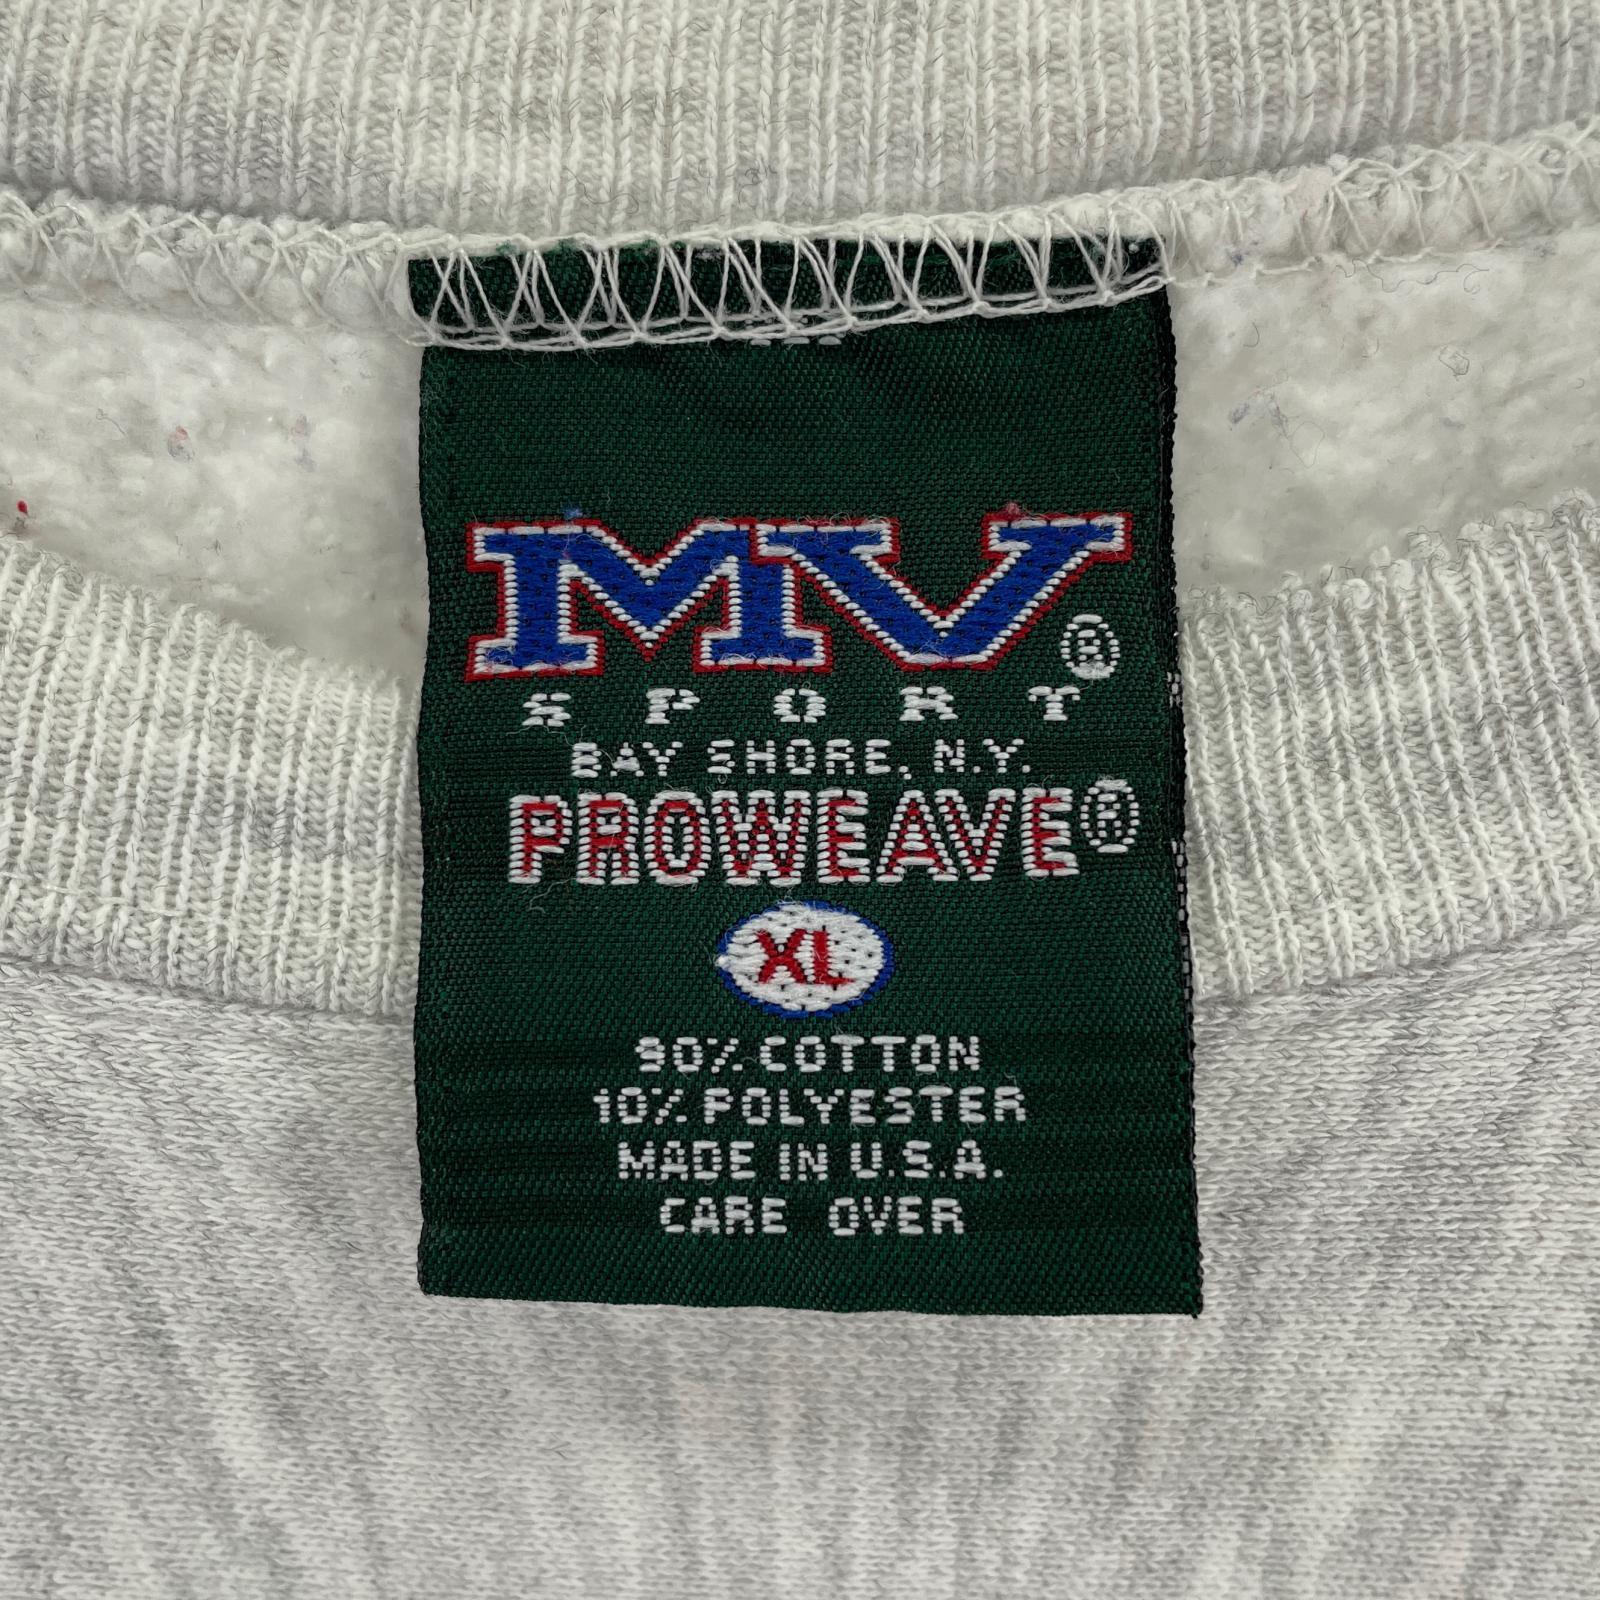 MV®
SPORT
BAY SHORE, N.Y.
PROWEAVE®
XL
90% COTTON
10% POLYESTER
MADE IN U.S.A.
CARE OVER